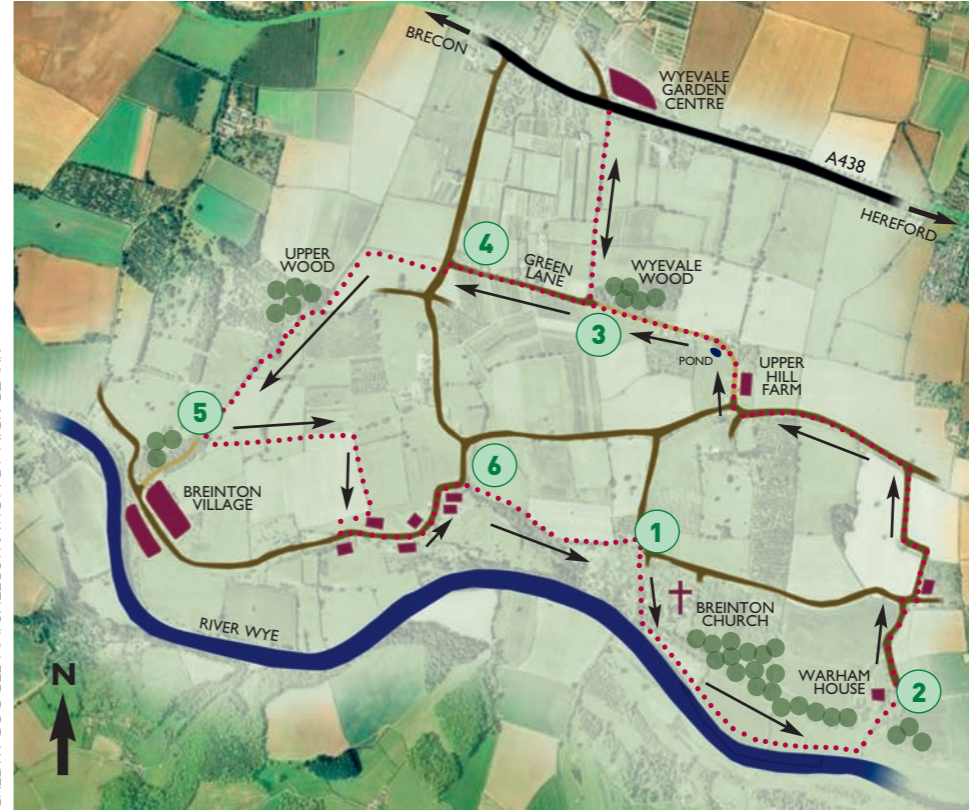 BRECON
WYEVALE
GARDEN
CENTRE
A438
HEREFORD
4
UPPER
WOOD
GREEN
LANE
WYEVALE
WOOD
3
POND
UPPER
HILL
FARM
5
6
BREINTON
VILLAGE
1
BREINTON
CHURCH
RIVER WYE
N
WARHAM
HOUSE
2